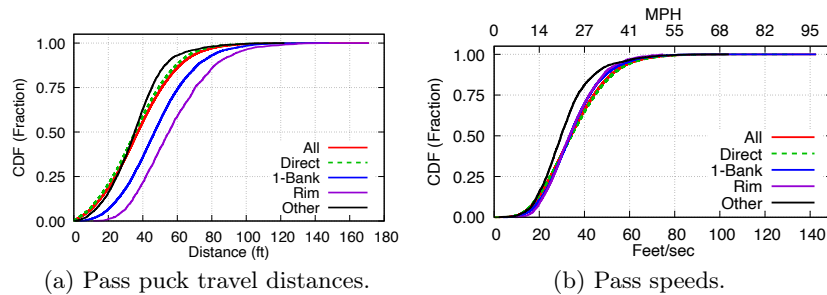 1.00
0.75
0.50
0.25
0.00
CDF (Fraction)
All
Direct
1-Bank
Rim
Other
0 20 40 60 80 100 120 140 160 180
Distance (ft)
(a) Pass puck travel distances.
MPH
0 14 27 41 55 68 82 95
1.00
0.75
0.50
0.25
0.00
CDF (Fraction)
All
Direct
1-Bank
Rim
Other
0 20 40 60 80 100 120 140
Feet/sec
(b) Pass speeds.